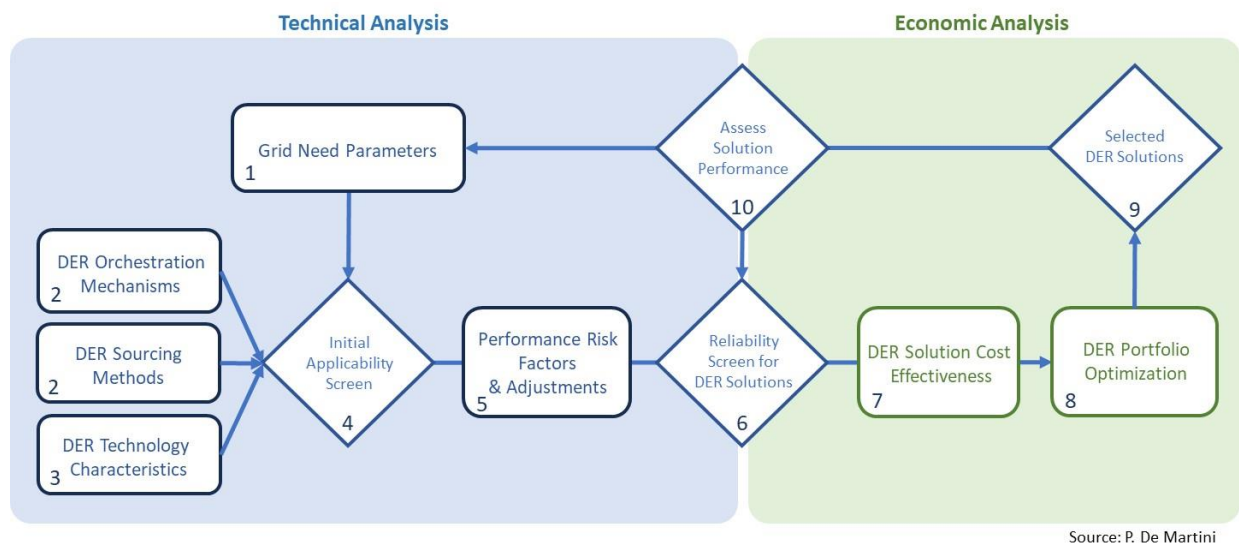 Technical Analysis
Economic Analysis
Grid Need Parameters
1
Assess
Solution
Performance
10
Selected
DER Solutions
9
DER Orchestration
Mechanisms
2
DER Sourcing
Methods
2
DER Technology
Characteristics
3
Initial
Applicability
Screen
4
Performance Risk
Factors
& Adjustments
5
Reliability
Screen for
DER Solutions
6
DER Solution Cost
Effectiveness
7
DER Portfolio
Optimization
8
Source: P. De Martini